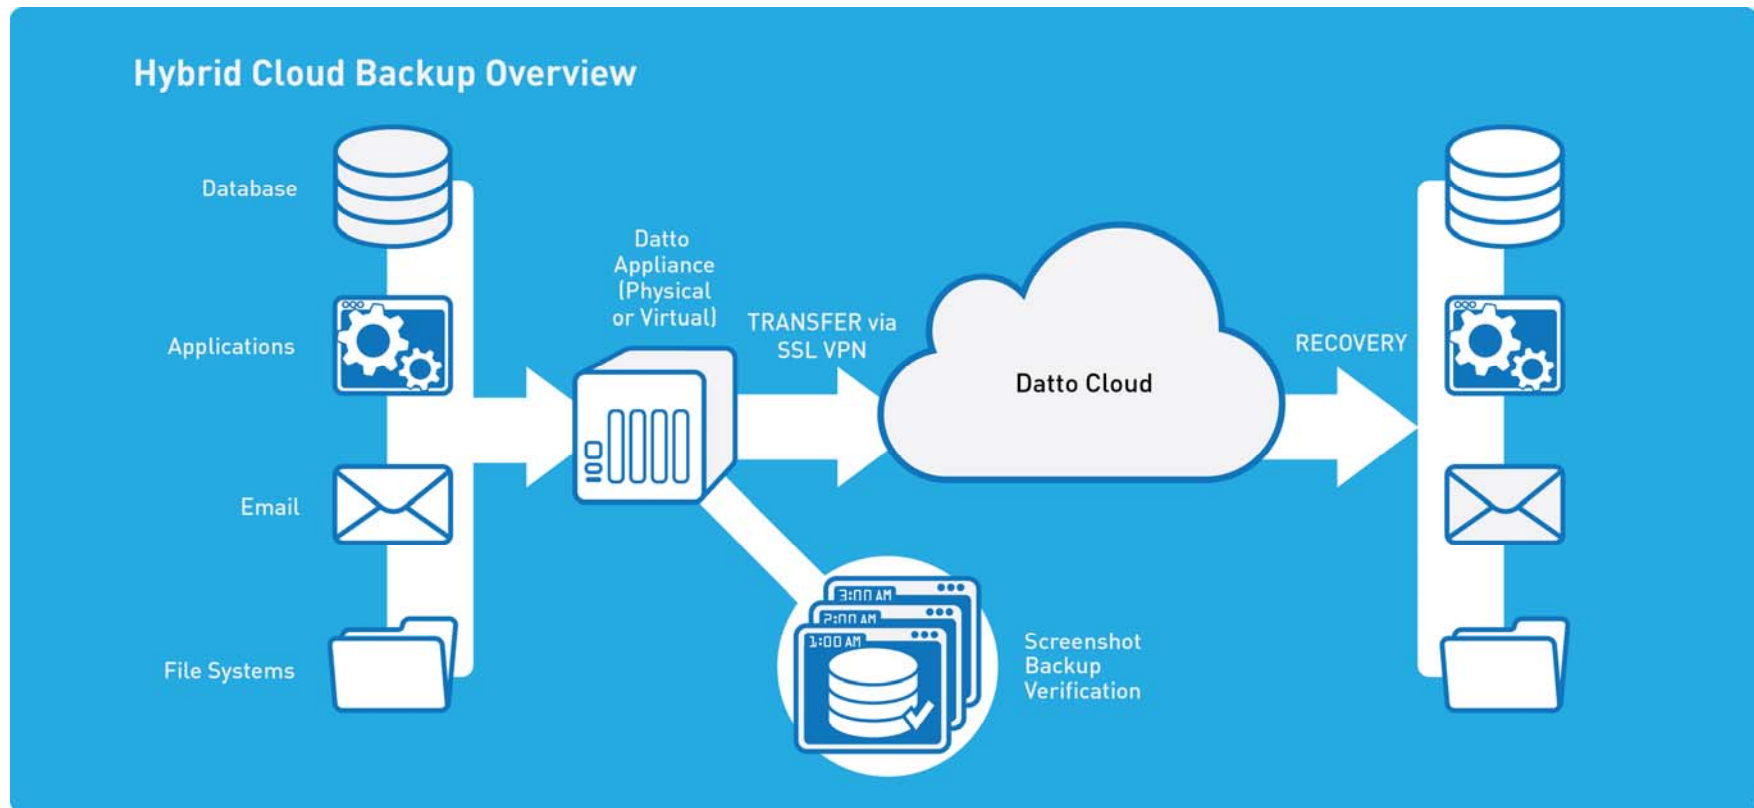 Hybrid Cloud Backup Overview
Database
Applications
Email
File Systems
Datto
Appliance
(Physical
or Virtual)
TRANSFER via
SSL VPN
Datto Cloud
RECOVERY
3:00 AM
2:00 AM
1:00 AM
Screenshot
Backup
Verification